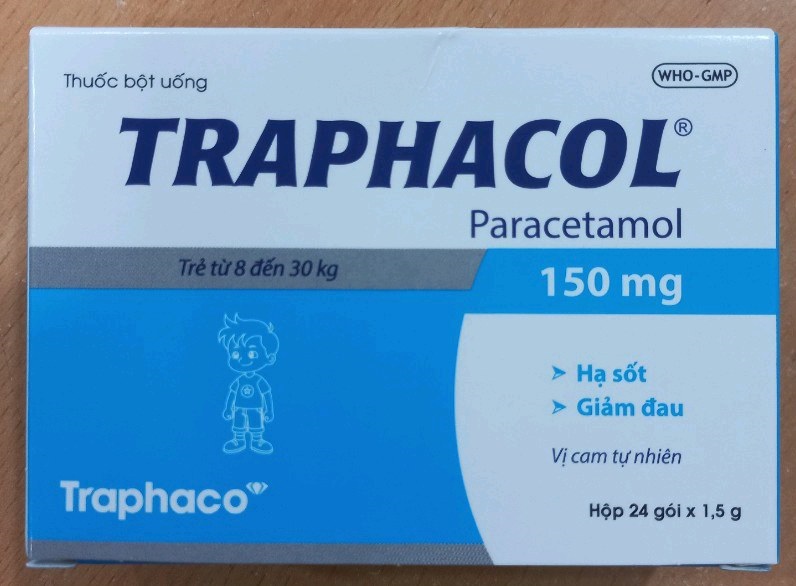 Thuốc bột uống
WHO-GMP
TRAPHACOL®
Paracetamol
Trẻ từ 8 đến 30 kg
150 mg
➤ Hạ sốt
➤ Giảm đau
Vị cam tự nhiên
Traphaco
Hộp 24 gói x 1,5 g